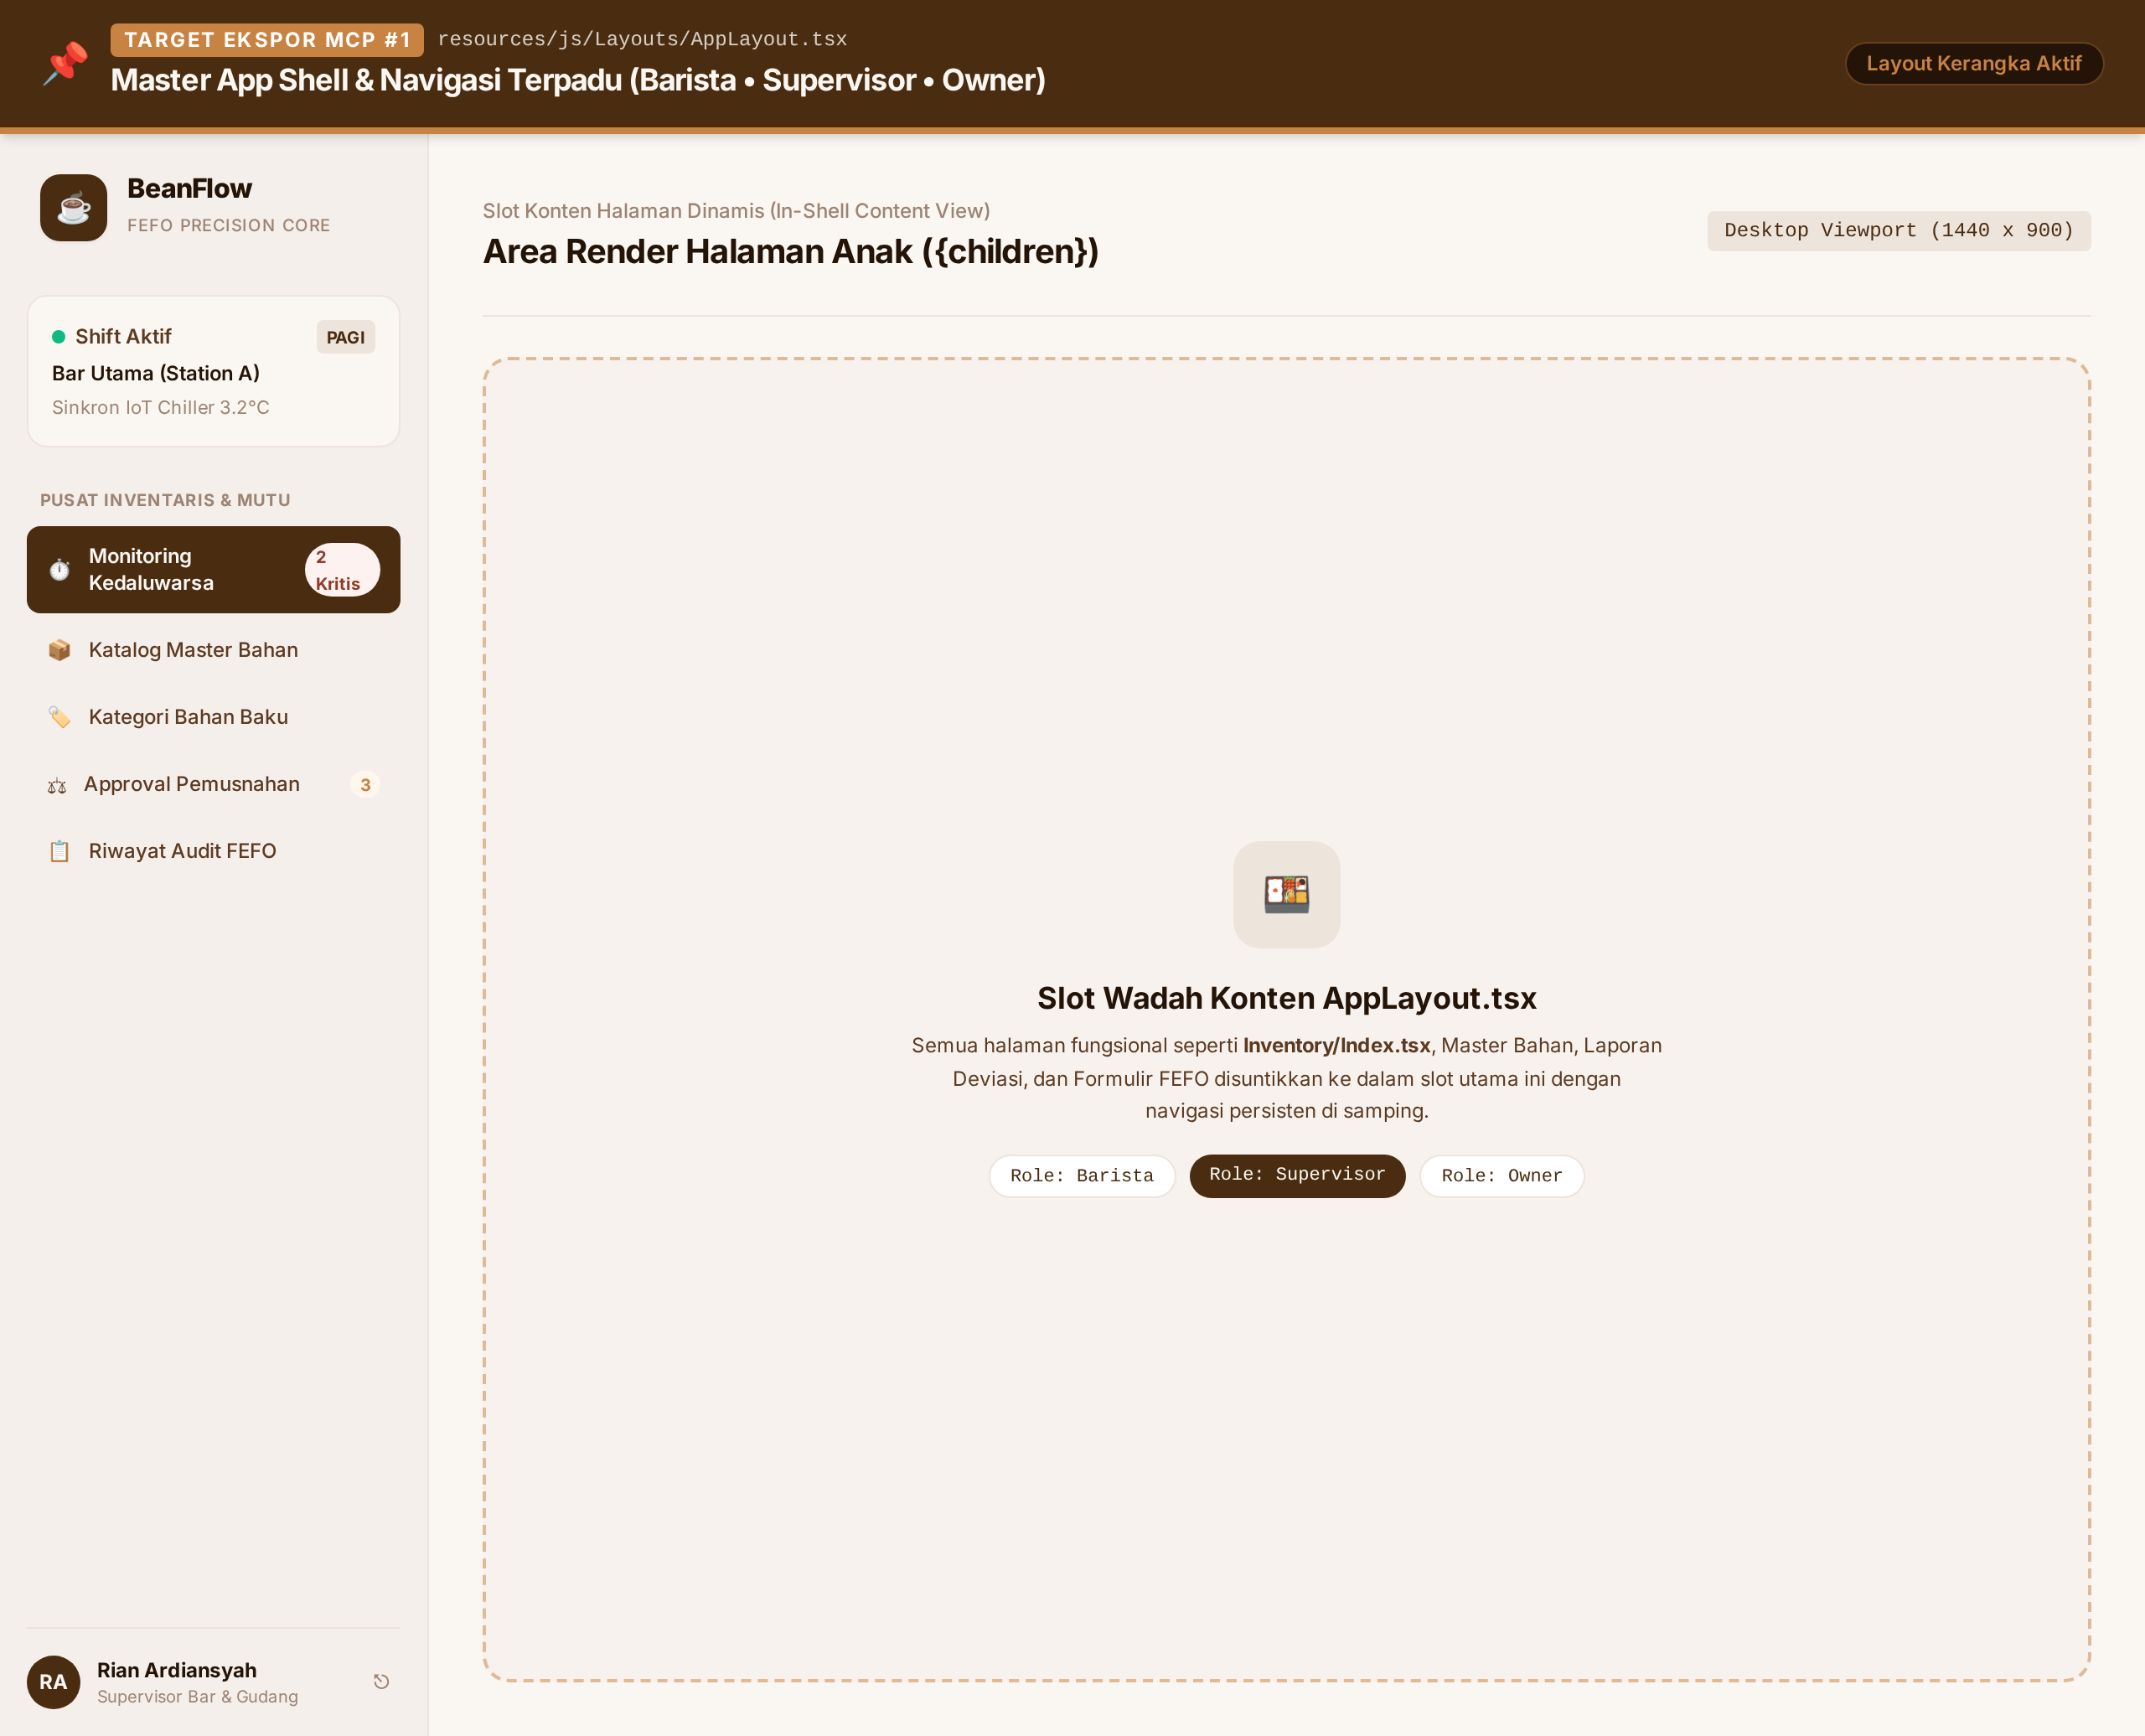 TARGET EKSPOR MCP #1 resources/js/Layouts/AppLayout.tsx
Master App Shell & Navigasi Terpadu (Barista • Supervisor • Owner)
Layout Kerangka Aktif
BeanFlow
FEFO PRECISION CORE
Shift Aktif
PAGI
Bar Utama (Station A)
Sinkron IoT Chiller 3.2°C
PUSAT INVENTARIS & MUTU
Monitoring
Kedaluwarsa
2
Kritis
Katalog Master Bahan
Kategori Bahan Baku
Approval Pemusnahan
3
Riwayat Audit FEFO
RA
Rian Ardiansyah
Supervisor Bar & Gudang
Slot Konten Halaman Dinamis (In-Shell Content View)
Area Render Halaman Anak ({children})
Desktop Viewport (1440 x 900)
Slot Wadah Konten AppLayout.tsx
Semua halaman fungsional seperti Inventory/Index.tsx, Master Bahan, Laporan
Deviasi, dan Formulir FEFO disuntikkan ke dalam slot utama ini dengan
navigasi persisten di samping.
Role: Barista
Role: Supervisor
Role: Owner